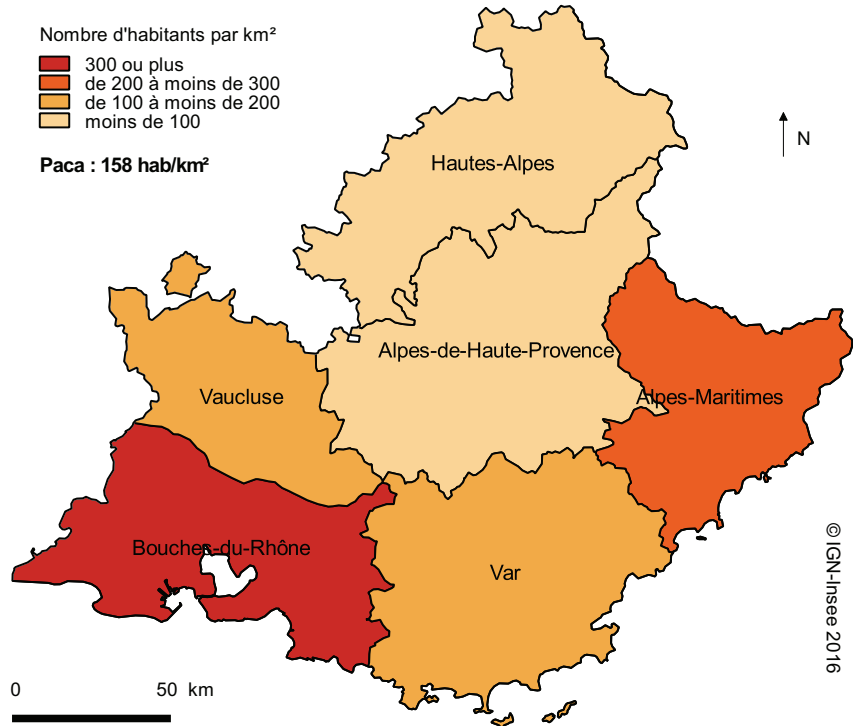 Nombre d'habitants par km²
300 ou plus
de 200 à moins de 300
de 100 à moins de 200
moins de 100
Paca : 158 hab/km²
N
Hautes-Alpes
Alpes-de-Haute-Provence
Vaucluse
Alpes-Maritimes
Bouches-du-Rhône
Var
© IGN-Insee 2016
0 50 km